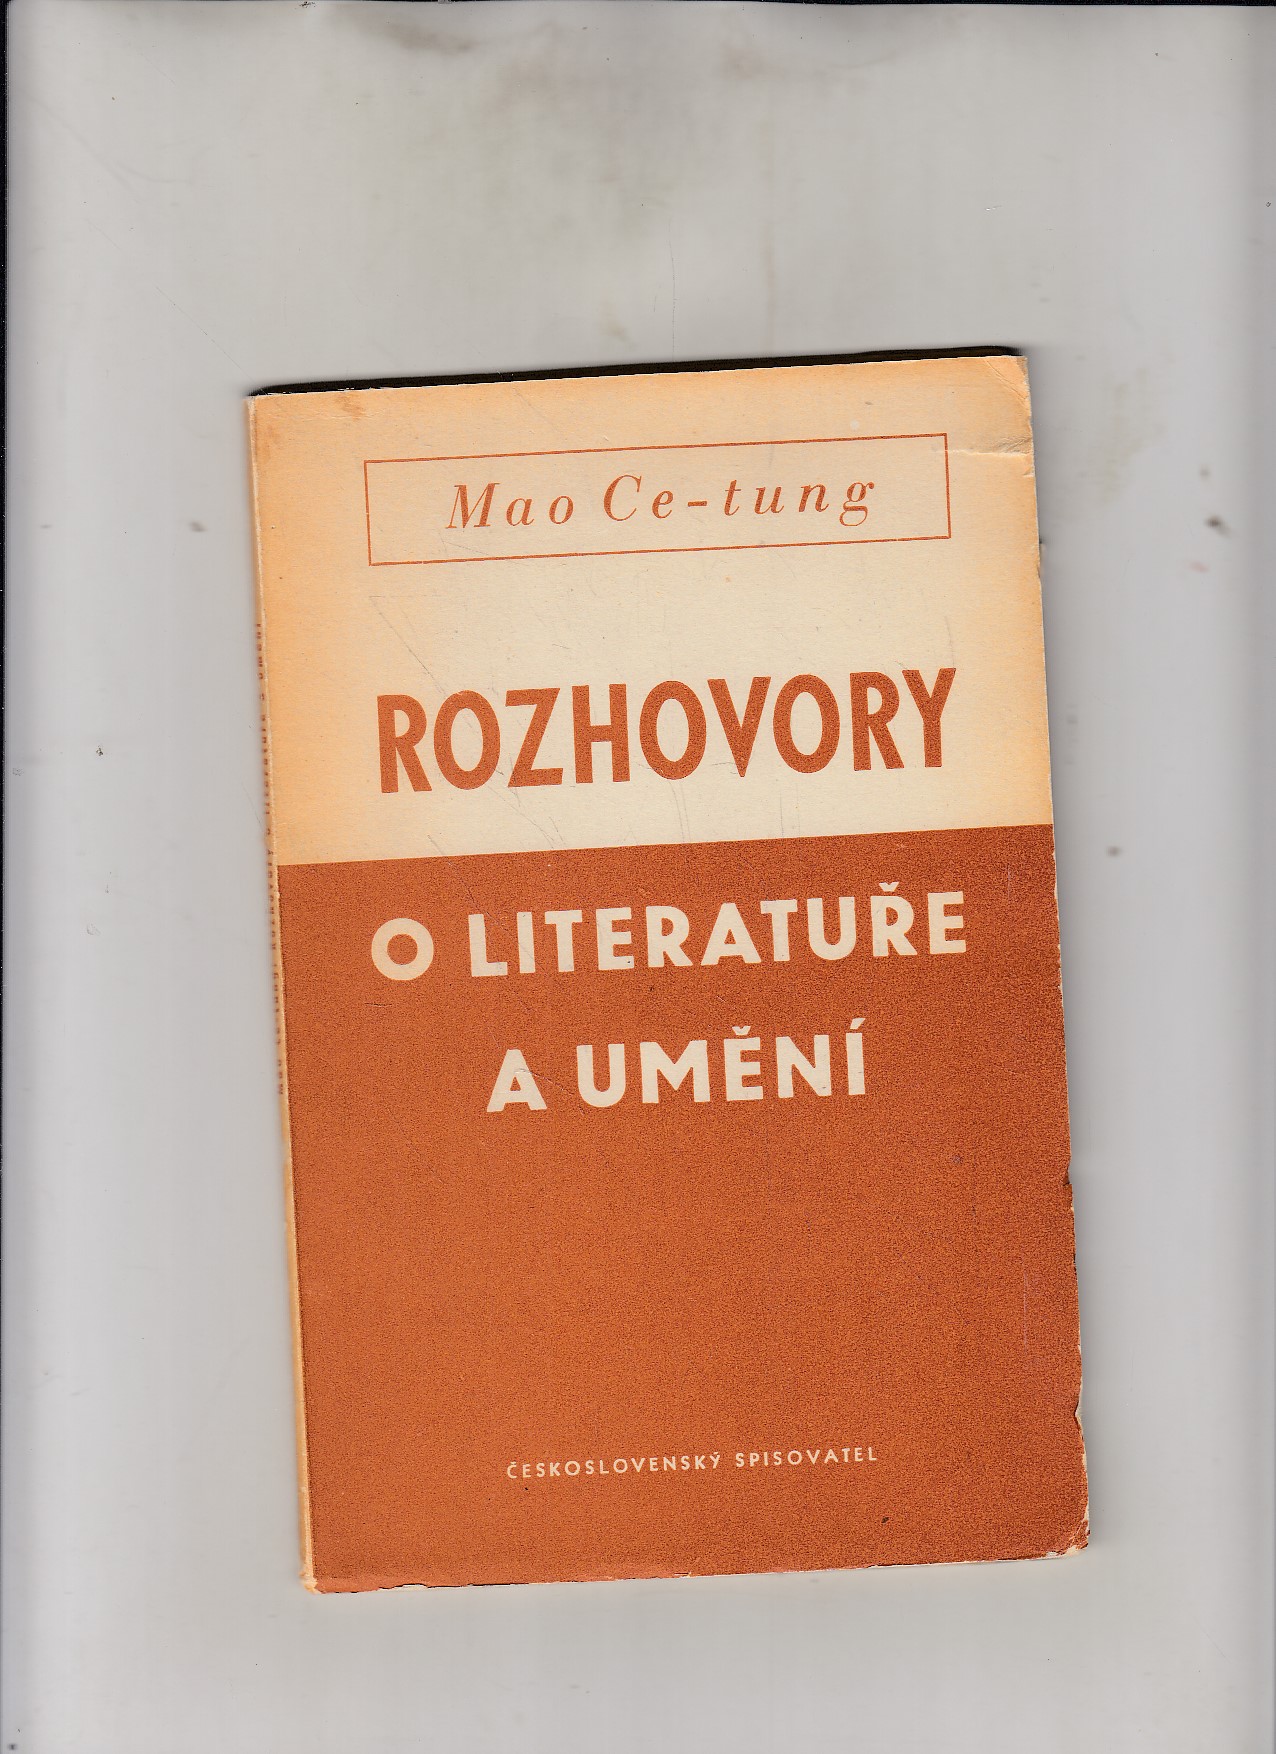 Mao Ce-tung
ROZHOVORY
O LITERATUŘE
A UMĚNÍ
ČESKOSLOVENSKÝ SPISOVATEL